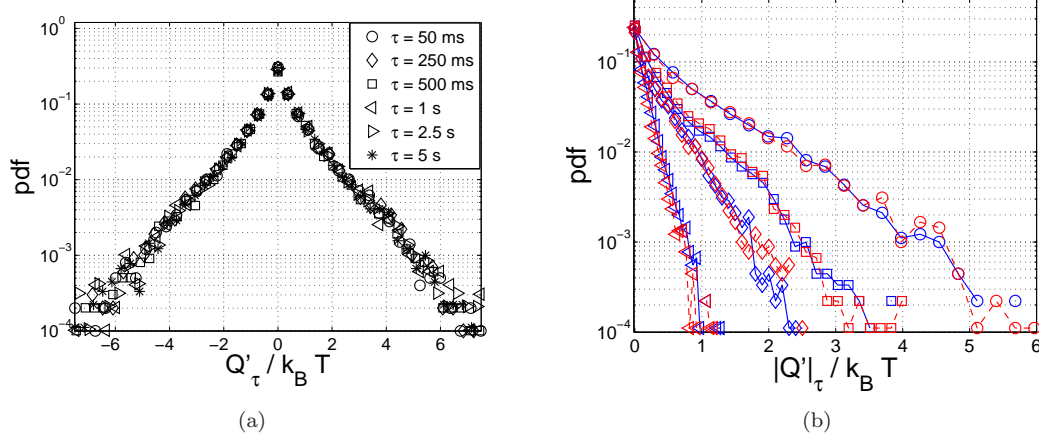 10^0
10^-1
10^-2
10^-3
10^-4
pdf
−6 −4 −2 0 2 4 6
Q'_τ / k_B T
τ = 50 ms
τ = 250 ms
τ = 500 ms
τ = 1 s
τ = 2.5 s
τ = 5 s
(a)
10^-1
10^-2
10^-3
10^-4
pdf
0 1 2 3 4 5 6
|Q'|_τ / k_B T
(b)